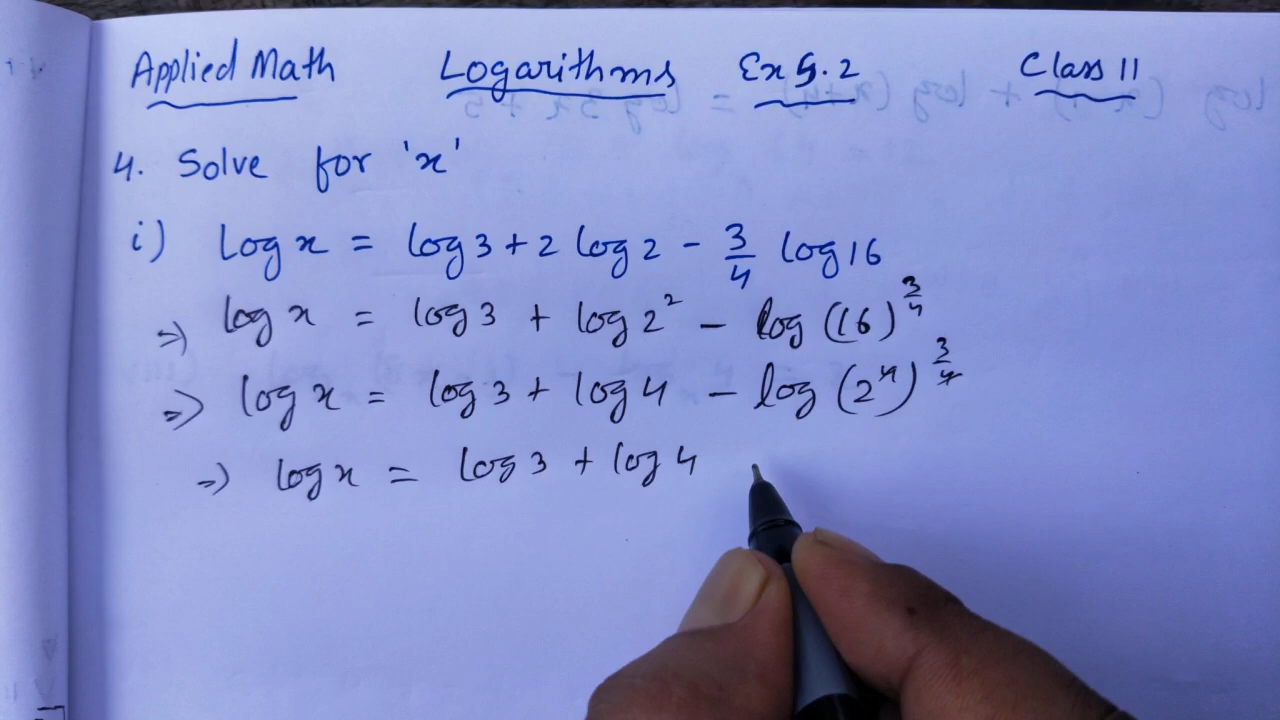 Applied Math Logarithms Ex 5.2 Class 11
4. Solve for 'x'
i) log x = log 3 + 2 log 2 - 3/4 log 16
=> log x = log 3 + log 2² - log (16)^3/4
=> log x = log 3 + log 4 - log (2⁴)^3/4
=> log x = log 3 + log 4